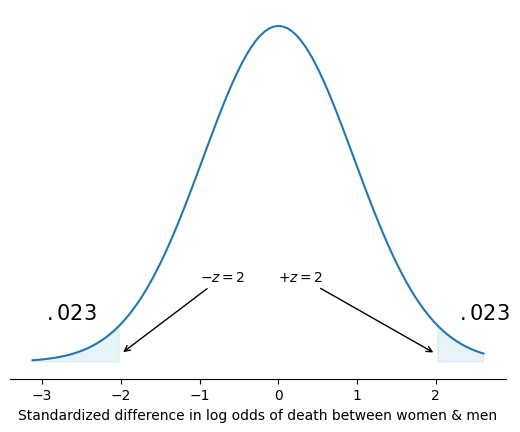 −z = 2
+z = 2
.023
.023
−3
−2
−1
0
1
2
Standardized difference in log odds of death between women & men